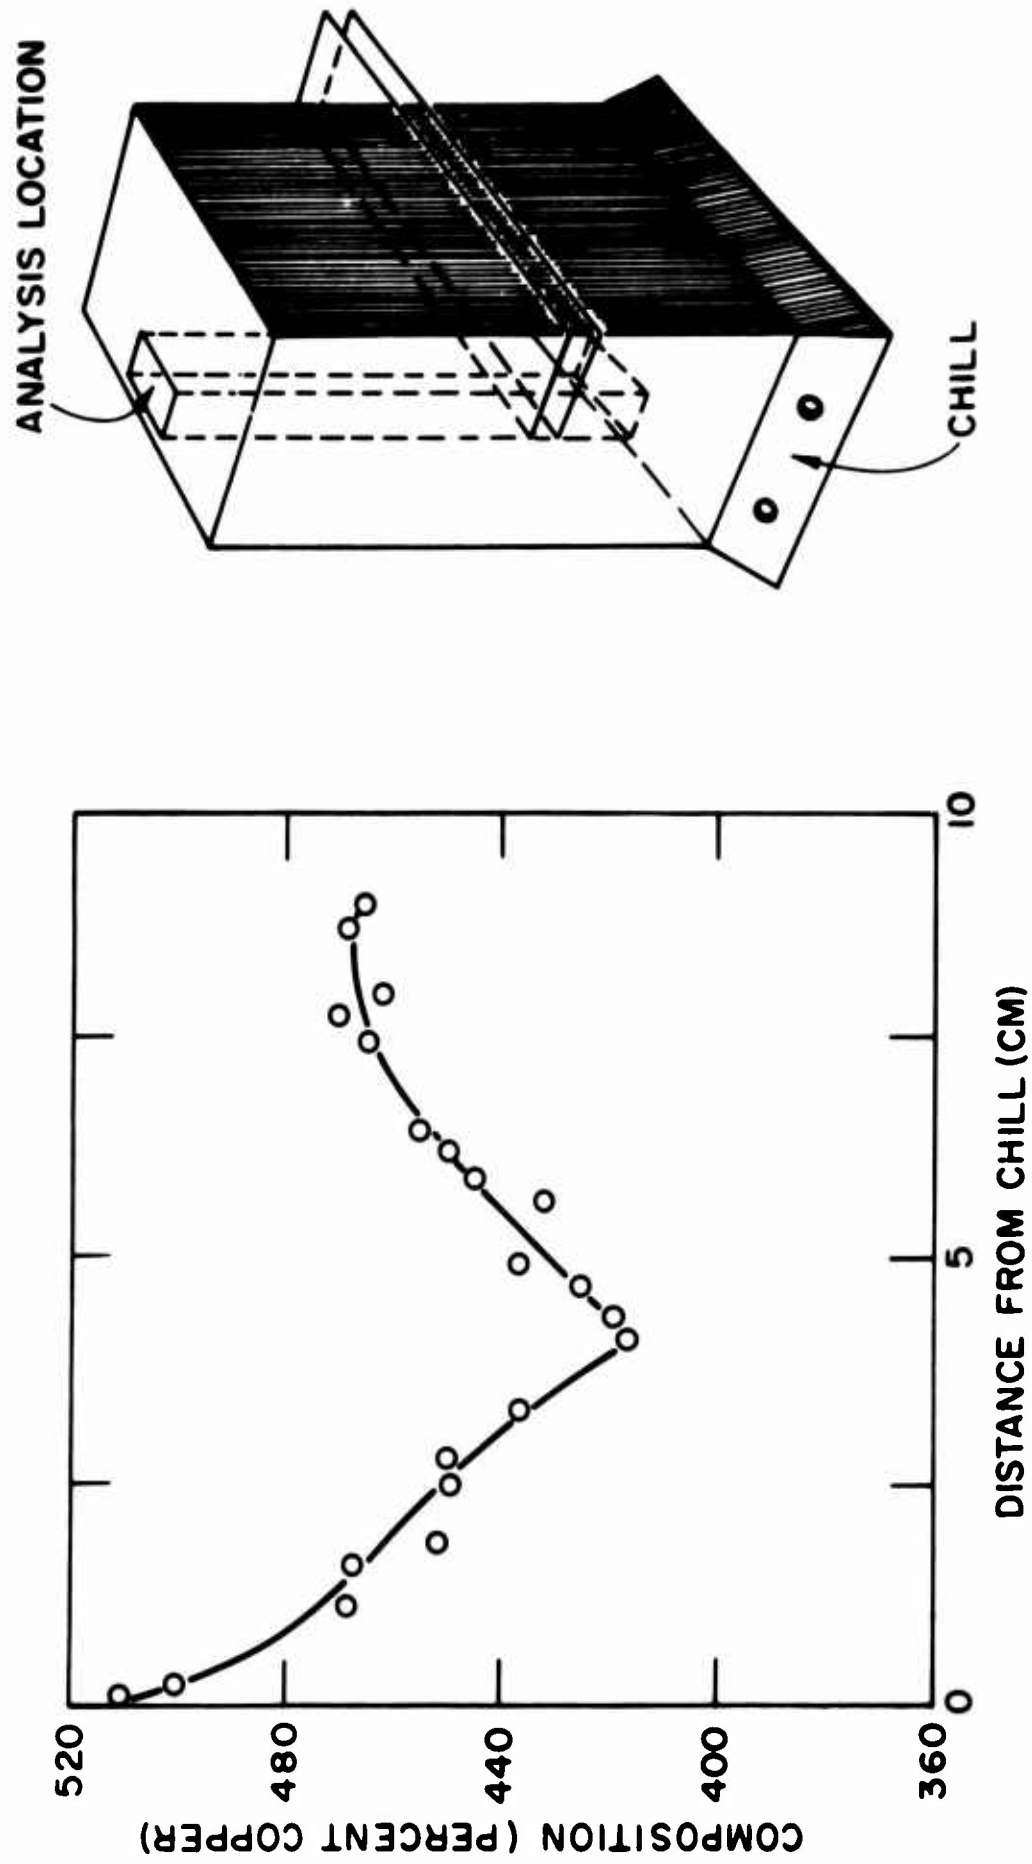 ANALYSIS LOCATION
CHILL
520
480
440
400
360
COMPOSITION (PERCENT COPPER)
0
5
10
DISTANCE FROM CHILL (CM)